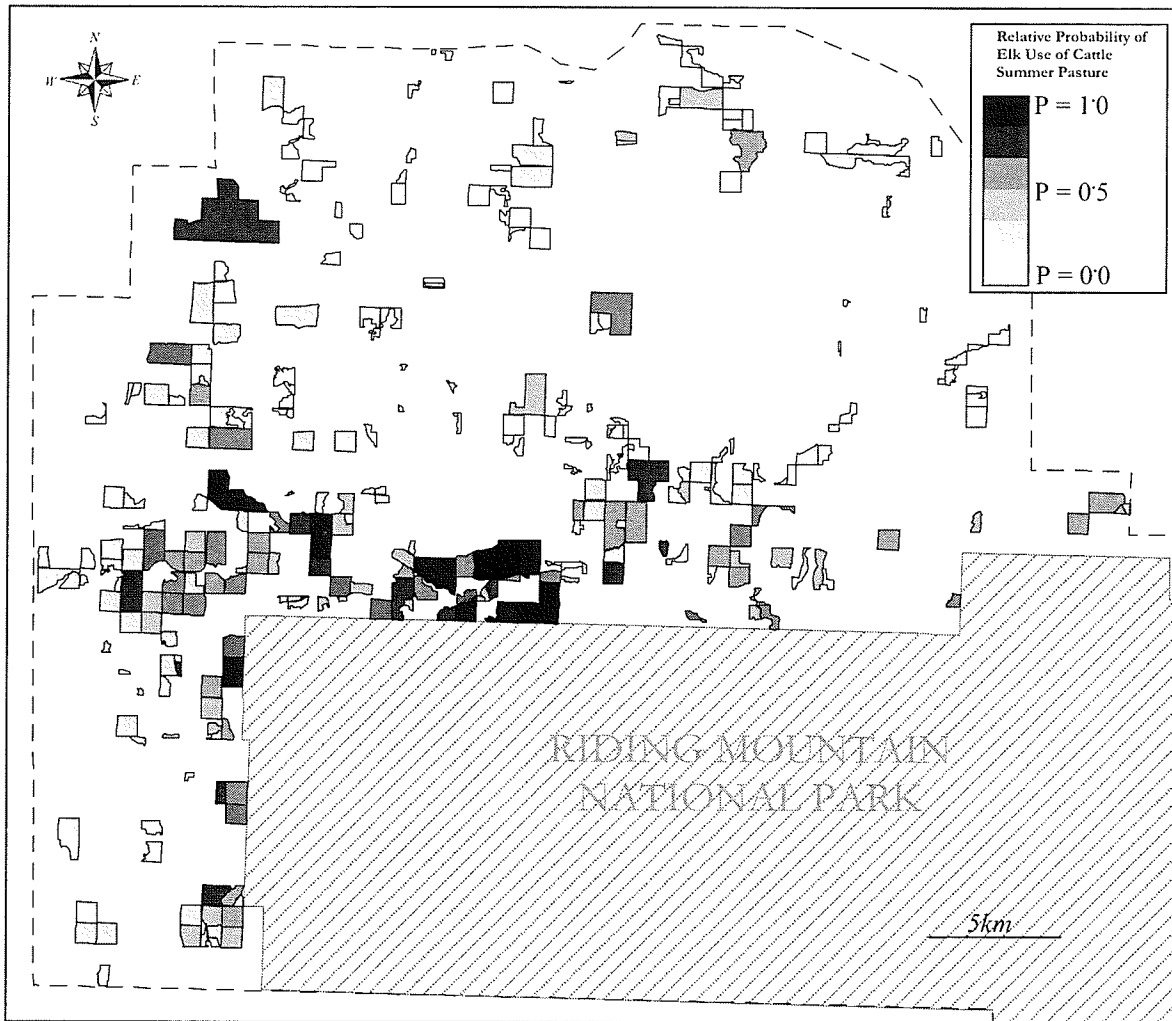 N
W E
S
Relative Probability of
Elk Use of Cattle
Summer Pasture
P = 1·0
P = 0·5
P = 0·0
RIDING MOUNTAIN
NATIONAL PARK
5km